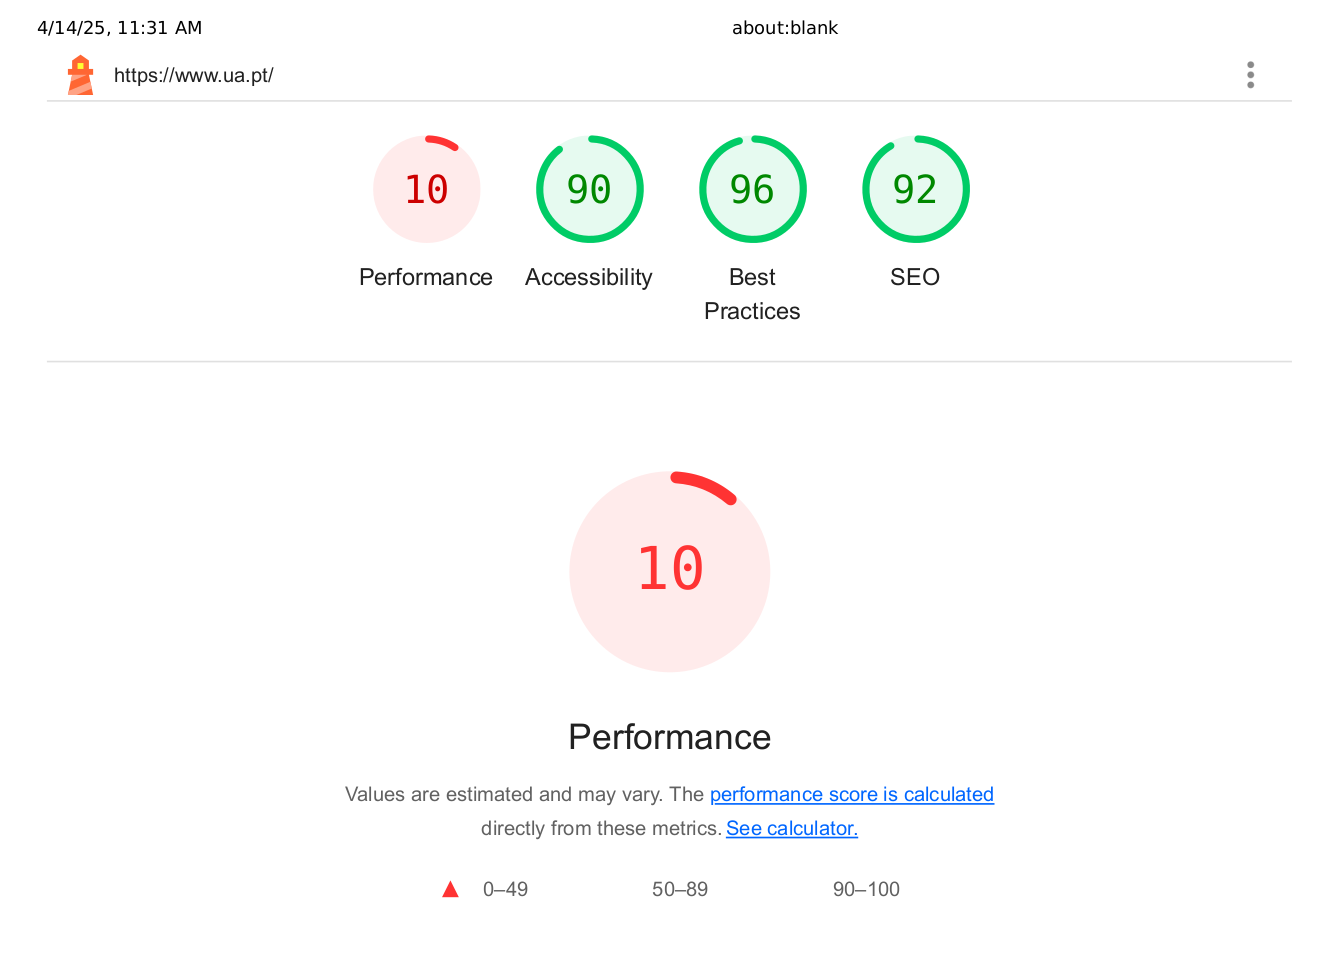 4/14/25, 11:31 AM about:blank
https://www.ua.pt/
10 90 96 92
Performance Accessibility Best Practices SEO
10
Performance
Values are estimated and may vary. The performance score is calculated
directly from these metrics. See calculator.
0–49 50–89 90–100